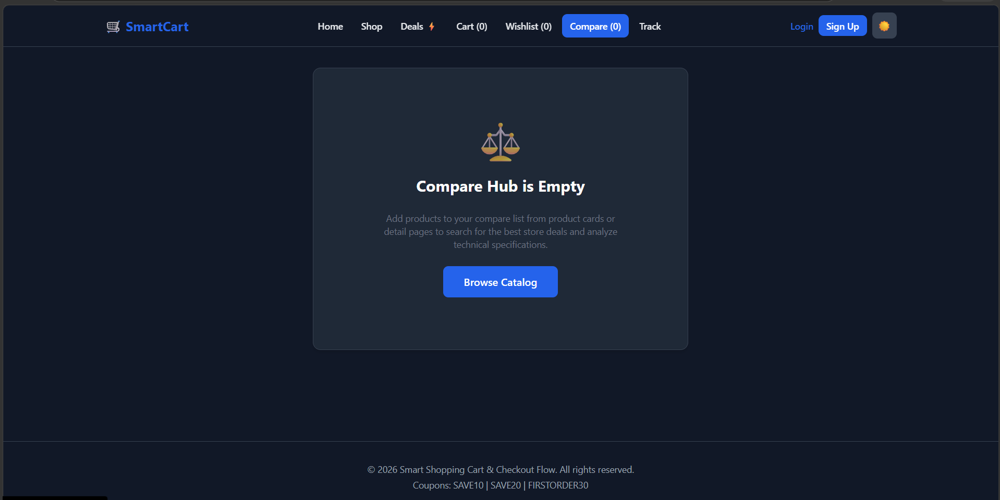 SmartCart
Home Shop Deals Cart (0) Wishlist (0) Compare (0) Track
Login Sign Up
Compare Hub is Empty
Add products to your compare list from product cards or
detail pages to search for the best store deals and analyze
technical specifications.
Browse Catalog
© 2026 Smart Shopping Cart & Checkout Flow. All rights reserved.
Coupons: SAVE10 | SAVE20 | FIRSTORDER30